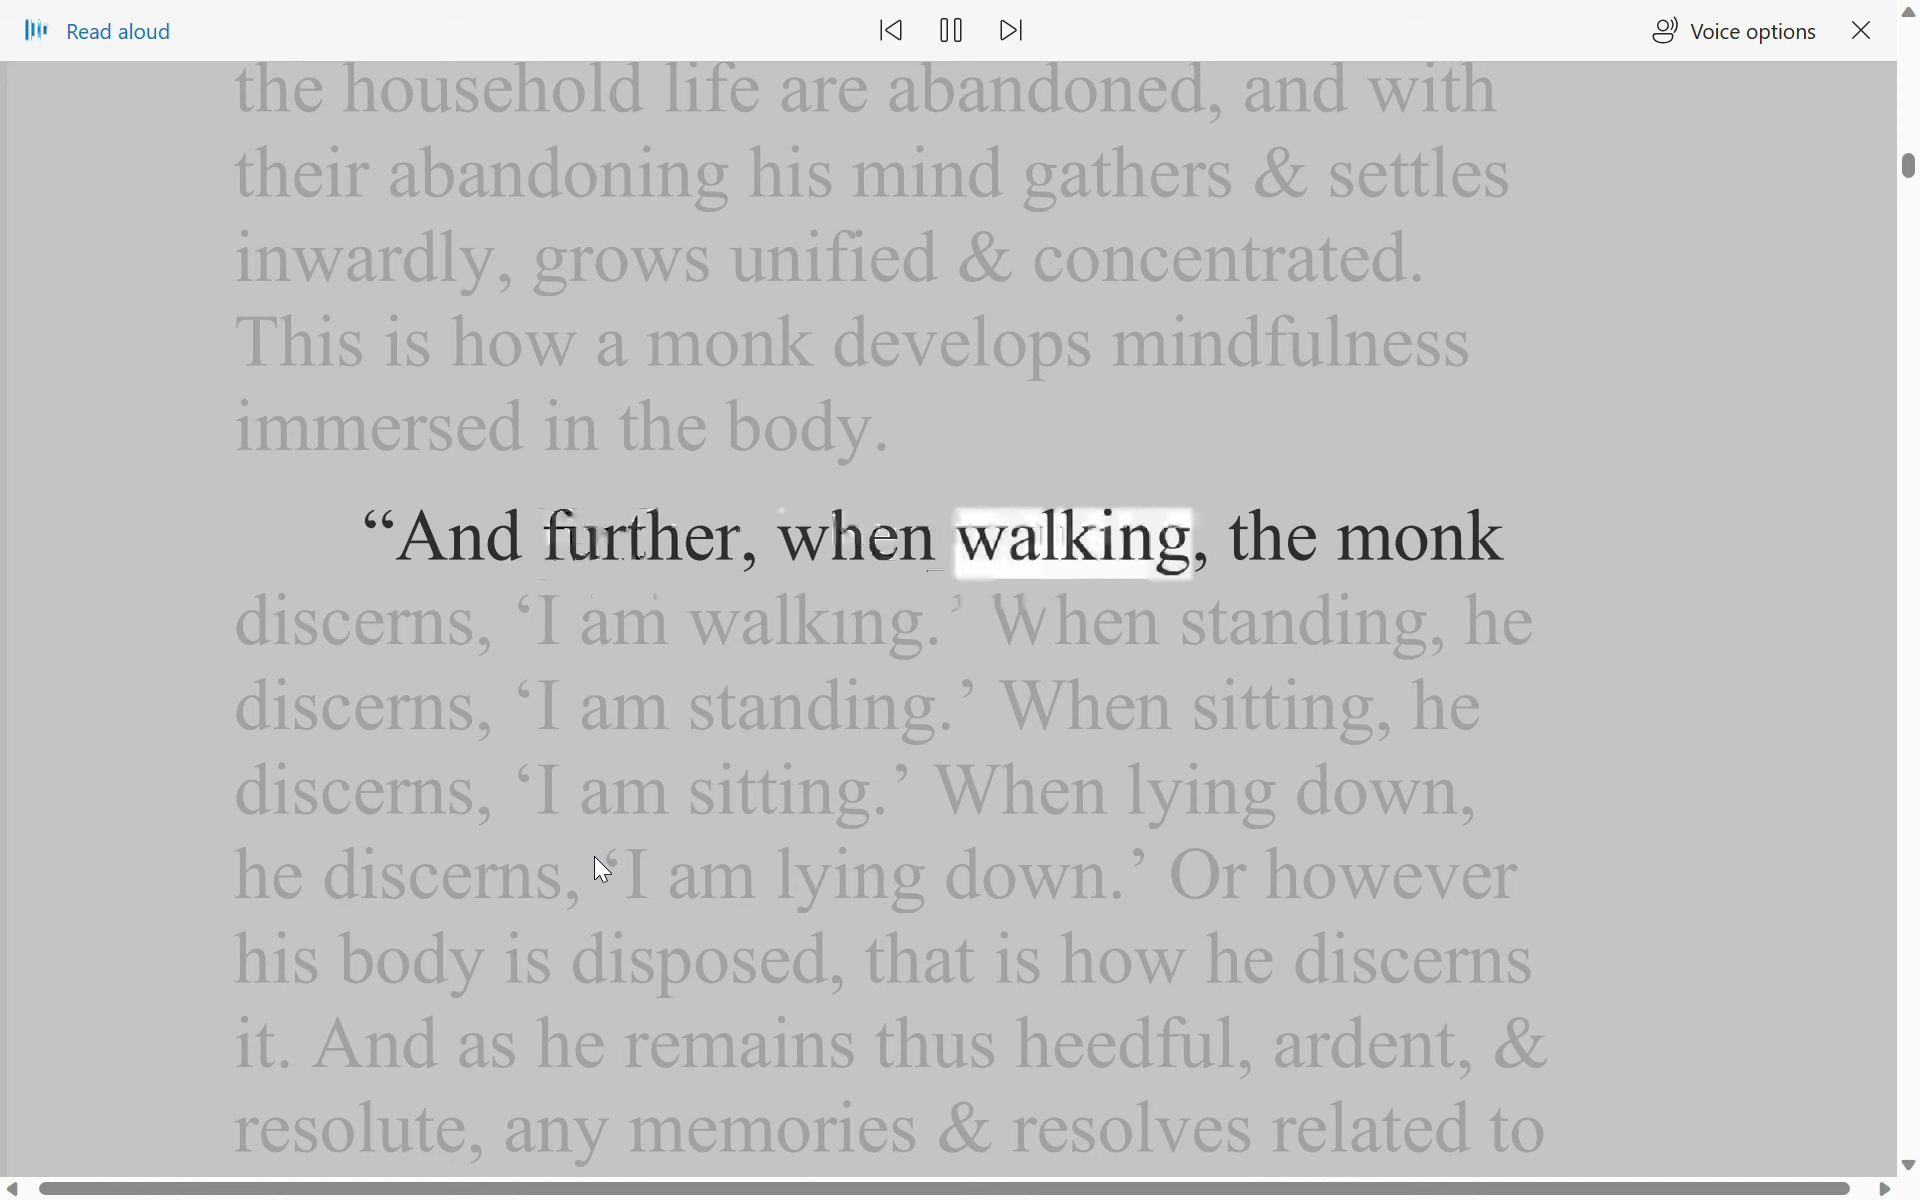 Read aloud
Voice options
the household life are abandoned, and with
their abandoning his mind gathers & settles
inwardly, grows unified & concentrated.
This is how a monk develops mindfulness
immersed in the body.
“And further, when walking, the monk
discerns, ‘I am walking.’ When standing, he
discerns, ‘I am standing.’ When sitting, he
discerns, ‘I am sitting.’ When lying down,
he discerns, ‘I am lying down.’ Or however
his body is disposed, that is how he discerns
it. And as he remains thus heedful, ardent, &
resolute, any memories & resolves related to